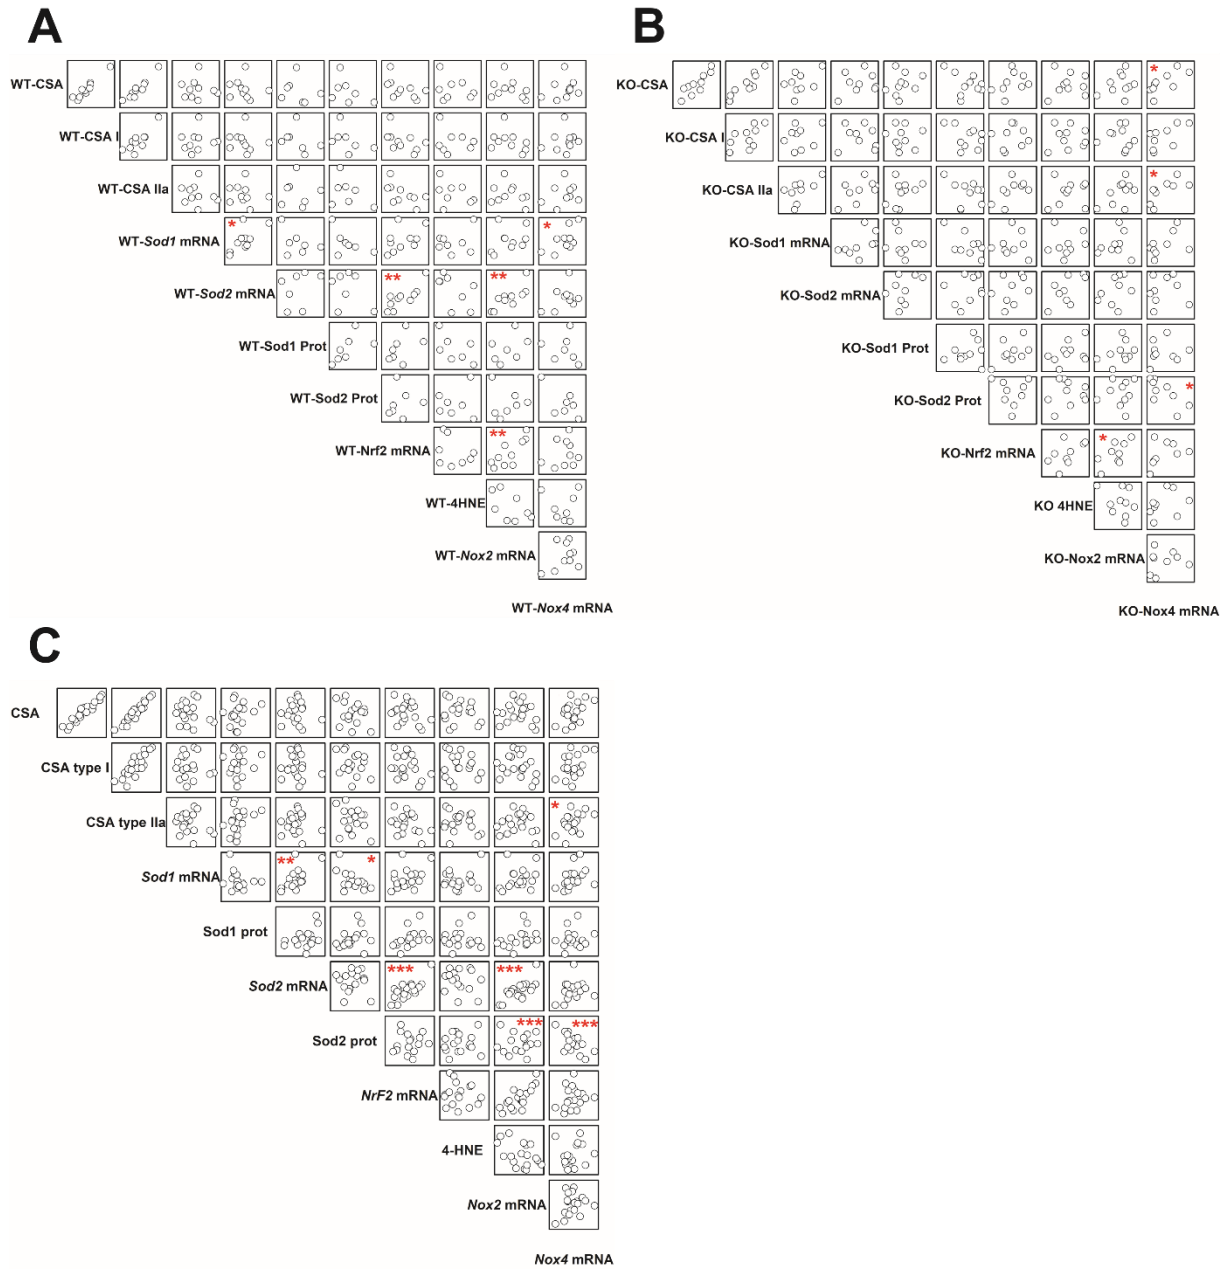 A
WT-CSA
WT-CSA I
WT-CSA IIa
*
*
WT-Sod1 mRNA
**
**
WT-Sod2 mRNA
WT-Sod1 Prot
WT-Sod2 Prot
**
WT-Nrf2 mRNA
WT-4HNE
WT-Nox2 mRNA
WT-Nox4 mRNA
B
*
KO-CSA
KO-CSA I
*
KO-CSA IIa
KO-Sod1 mRNA
KO-Sod2 mRNA
KO-Sod1 Prot
*
KO-Sod2 Prot
*
KO-Nrf2 mRNA
KO 4HNE
KO-Nox2 mRNA
KO-Nox4 mRNA
C
CSA
CSA type I
*
CSA type IIa
**
*
Sod1 mRNA
Sod1 prot
***
***
Sod2 mRNA
***
***
Sod2 prot
NrF2 mRNA
4-HNE
Nox2 mRNA
Nox4 mRNA